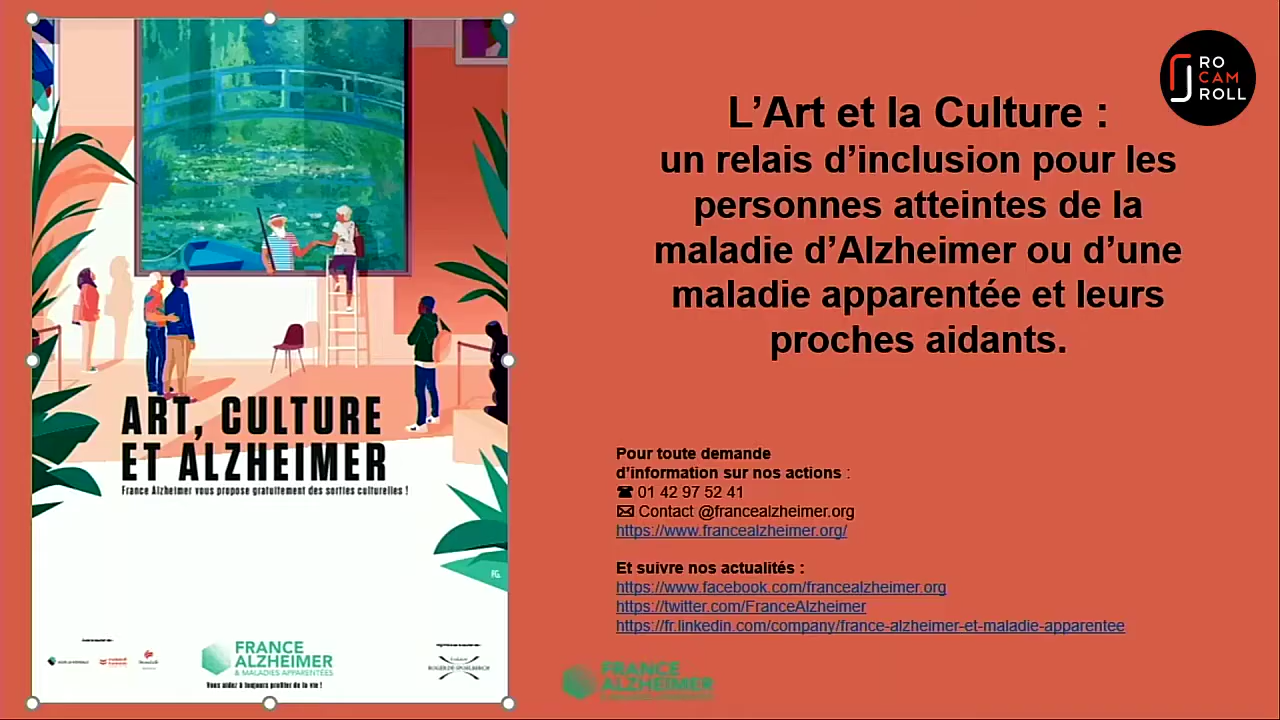 RO
CAM
ROLL
L'Art et la Culture :
un relais d'inclusion pour les
personnes atteintes de la
maladie d'Alzheimer ou d'une
maladie apparentée et leurs
proches aidants.
ART, CULTURE
ET ALZHEIMER
France Alzheimer vous propose gratuitement des sorties culturelles !
Pour toute demande
d'information sur nos actions :
☎ 01 42 97 52 41
✉ Contact @francealzheimer.org
https://www.francealzheimer.org/
Et suivre nos actualités :
https://www.facebook.com/francealzheimer.org
https://twitter.com/FranceAlzheimer
https://fr.linkedin.com/company/france-alzheimer-et-maladie-apparentee
FRANCE
ALZHEIMER
& MALADIES APPARENTÉES
Vous aidez à toujours profiter de la vie !
ROGER DE SPOELBERCH
FRANCE
ALZHEIMER